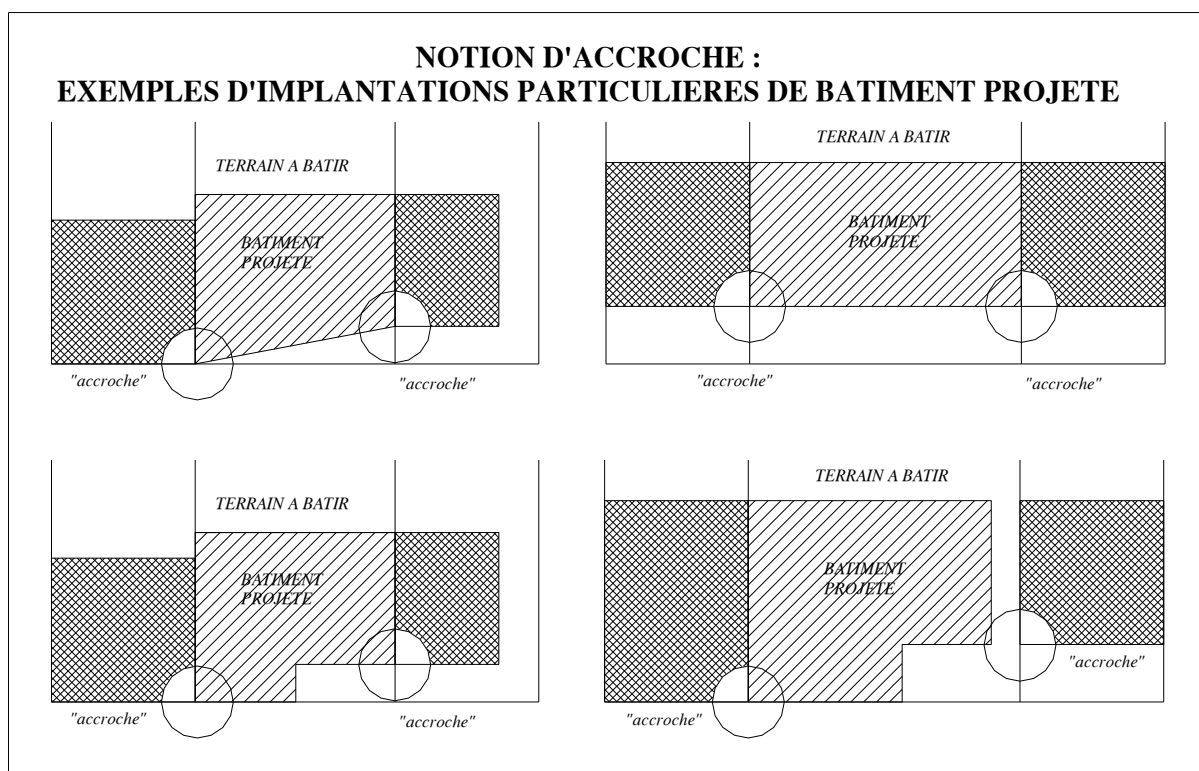 NOTION D'ACCROCHE :
EXEMPLES D'IMPLANTATIONS PARTICULIERES DE BATIMENT PROJETE
TERRAIN A BATIR
BATIMENT
PROJETE
"accroche"
"accroche"
TERRAIN A BATIR
BATIMENT
PROJETE
"accroche"
"accroche"
TERRAIN A BATIR
BATIMENT
PROJETE
"accroche"
"accroche"
TERRAIN A BATIR
BATIMENT
PROJETE
"accroche"
"accroche"